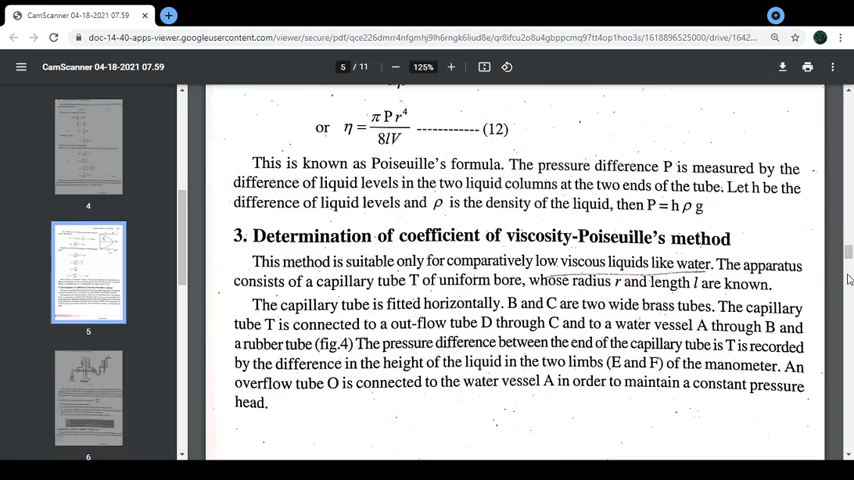 CamScanner 04-18-2021 07.59
doc-14-40-apps-viewer.googleusercontent.com/viewer/secure/pdf/qce226dmrr4nfgmhj9lh6rngk6liud8e/qr8ifcu2o8u4gbppcmq97tt4op1hoo3s/1618896525000/drive/1642...
CamScanner 04-18-2021 07.59
5 / 11
125%
4
5
6
or η = πPr⁴ / 8lV ------------ (12)
This is known as Poiseuille's formula. The pressure difference P is measured by the
difference of liquid levels in the two liquid columns at the two ends of the tube. Let h be the
difference of liquid levels and ρ is the density of the liquid, then P = h ρ g
3. Determination of coefficient of viscosity-Poiseuille's method
This method is suitable only for comparatively low viscous liquids like water. The apparatus
consists of a capillary tube T of uniform bore, whose radius r and length l are known.
The capillary tube is fitted horizontally. B and C are two wide brass tubes. The capillary
tube T is connected to a out-flow tube D through C and to a water vessel A through B and
a rubber tube (fig.4) The pressure difference between the end of the capillary tube is T is recorded
by the difference in the height of the liquid in the two limbs (E and F) of the manometer. An
overflow tube O is connected to the water vessel A in order to maintain a constant pressure
head.